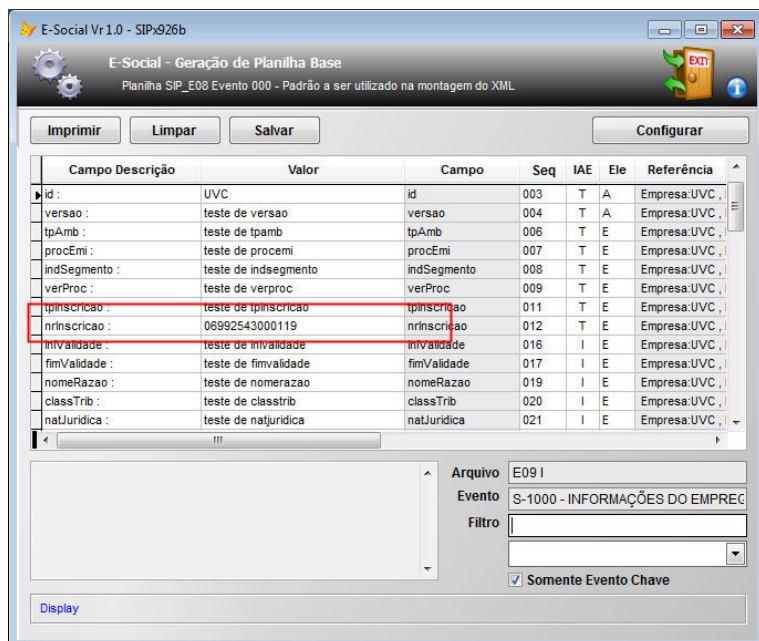 E-Social Vr 1.0 - SIPx926b
E-Social - Geração de Planilha Base
Planilha SIP_E08 Evento 000 - Padrão a ser utilizado na montagem do XML
EXIT
Imprimir Limpar Salvar Configurar
Campo Descrição Valor Campo Seq IAE Ele Referência
id : UVC id 003 T A Empresa:UVC ,
versao : teste de versao versao 004 T A Empresa:UVC ,
tpAmb : teste de tpamb tpAmb 006 T E Empresa:UVC ,
procEmi : teste de procemi procEmi 007 T E Empresa:UVC ,
indSegmento : teste de indsegmento indSegmento 008 T E Empresa:UVC ,
verProc : teste de verproc verProc 009 T E Empresa:UVC ,
tpInscricao : teste de tpinscricao tpInscricao 011 T E Empresa:UVC ,
nrInscricao : 06992543000119 nrInscricao 012 T E Empresa:UVC ,
iniValidade : teste de inivalidade iniValidade 016 I E Empresa:UVC ,
fimValidade : teste de fimvalidade fimValidade 017 I E Empresa:UVC ,
nomeRazao : teste de nomerazao nomeRazao 019 I E Empresa:UVC ,
classTrib : teste de classtrib classTrib 020 I E Empresa:UVC ,
natJuridica : teste de natjuridica natJuridica 021 I E Empresa:UVC ,
Arquivo E09 I
Evento S-1000 - INFORMAÇÕES DO EMPREG
Filtro
Somente Evento Chave
Display